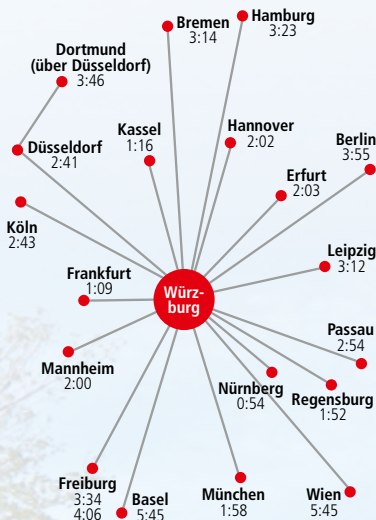 Bremen
3:14
Hamburg
3:23
Dortmund
(über Düsseldorf)
3:46
Kassel
1:16
Hannover
2:02
Berlin
3:55
Düsseldorf
2:41
Erfurt
2:03
Köln
2:43
Leipzig
3:12
Frankfurt
1:09
Würz-
burg
Passau
2:54
Mannheim
2:00
Nürnberg
0:54
Regensburg
1:52
Freiburg
3:34
4:06
Basel
5:45
München
1:58
Wien
5:45